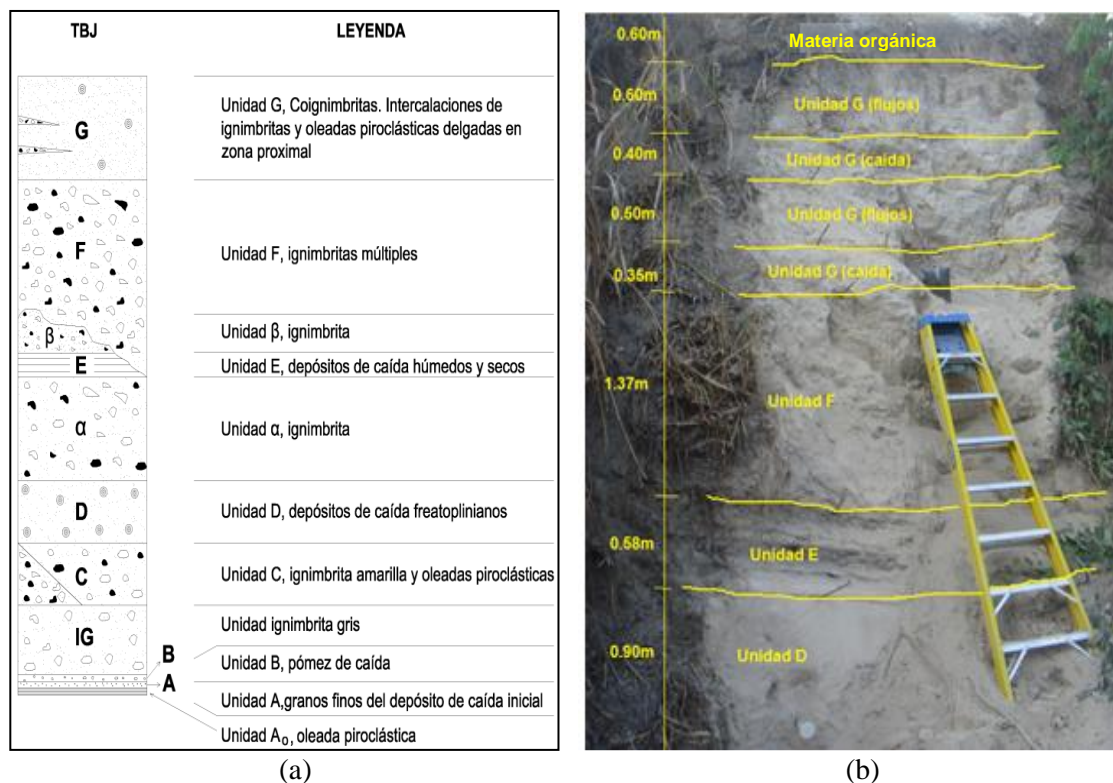 TBJ
LEYENDA
G
Unidad G, Coignimbritas. Intercalaciones de
ignimbritas y oleadas piroclásticas delgadas en
zona proximal
F
Unidad F, ignimbritas múltiples
β
Unidad β, ignimbrita
E
Unidad E, depósitos de caída húmedos y secos
α
Unidad α, ignimbrita
D
Unidad D, depósitos de caída freatoplinianos
C
Unidad C, ignimbrita amarilla y oleadas piroclásticas
IG
Unidad ignimbrita gris
B
Unidad B, pómez de caída
A
Unidad A,granos finos del depósito de caída inicial
Unidad A₀, oleada piroclástica
(a)
0.60m
Materia orgánica
0.60m
Unidad G (flujos)
0.40m
Unidad G (caida)
0.50m
Unidad G (flujos)
0.35m
Unidad G (caida)
1.37m
Unidad F
0.58m
Unidad E
0.90m
Unidad D
(b)